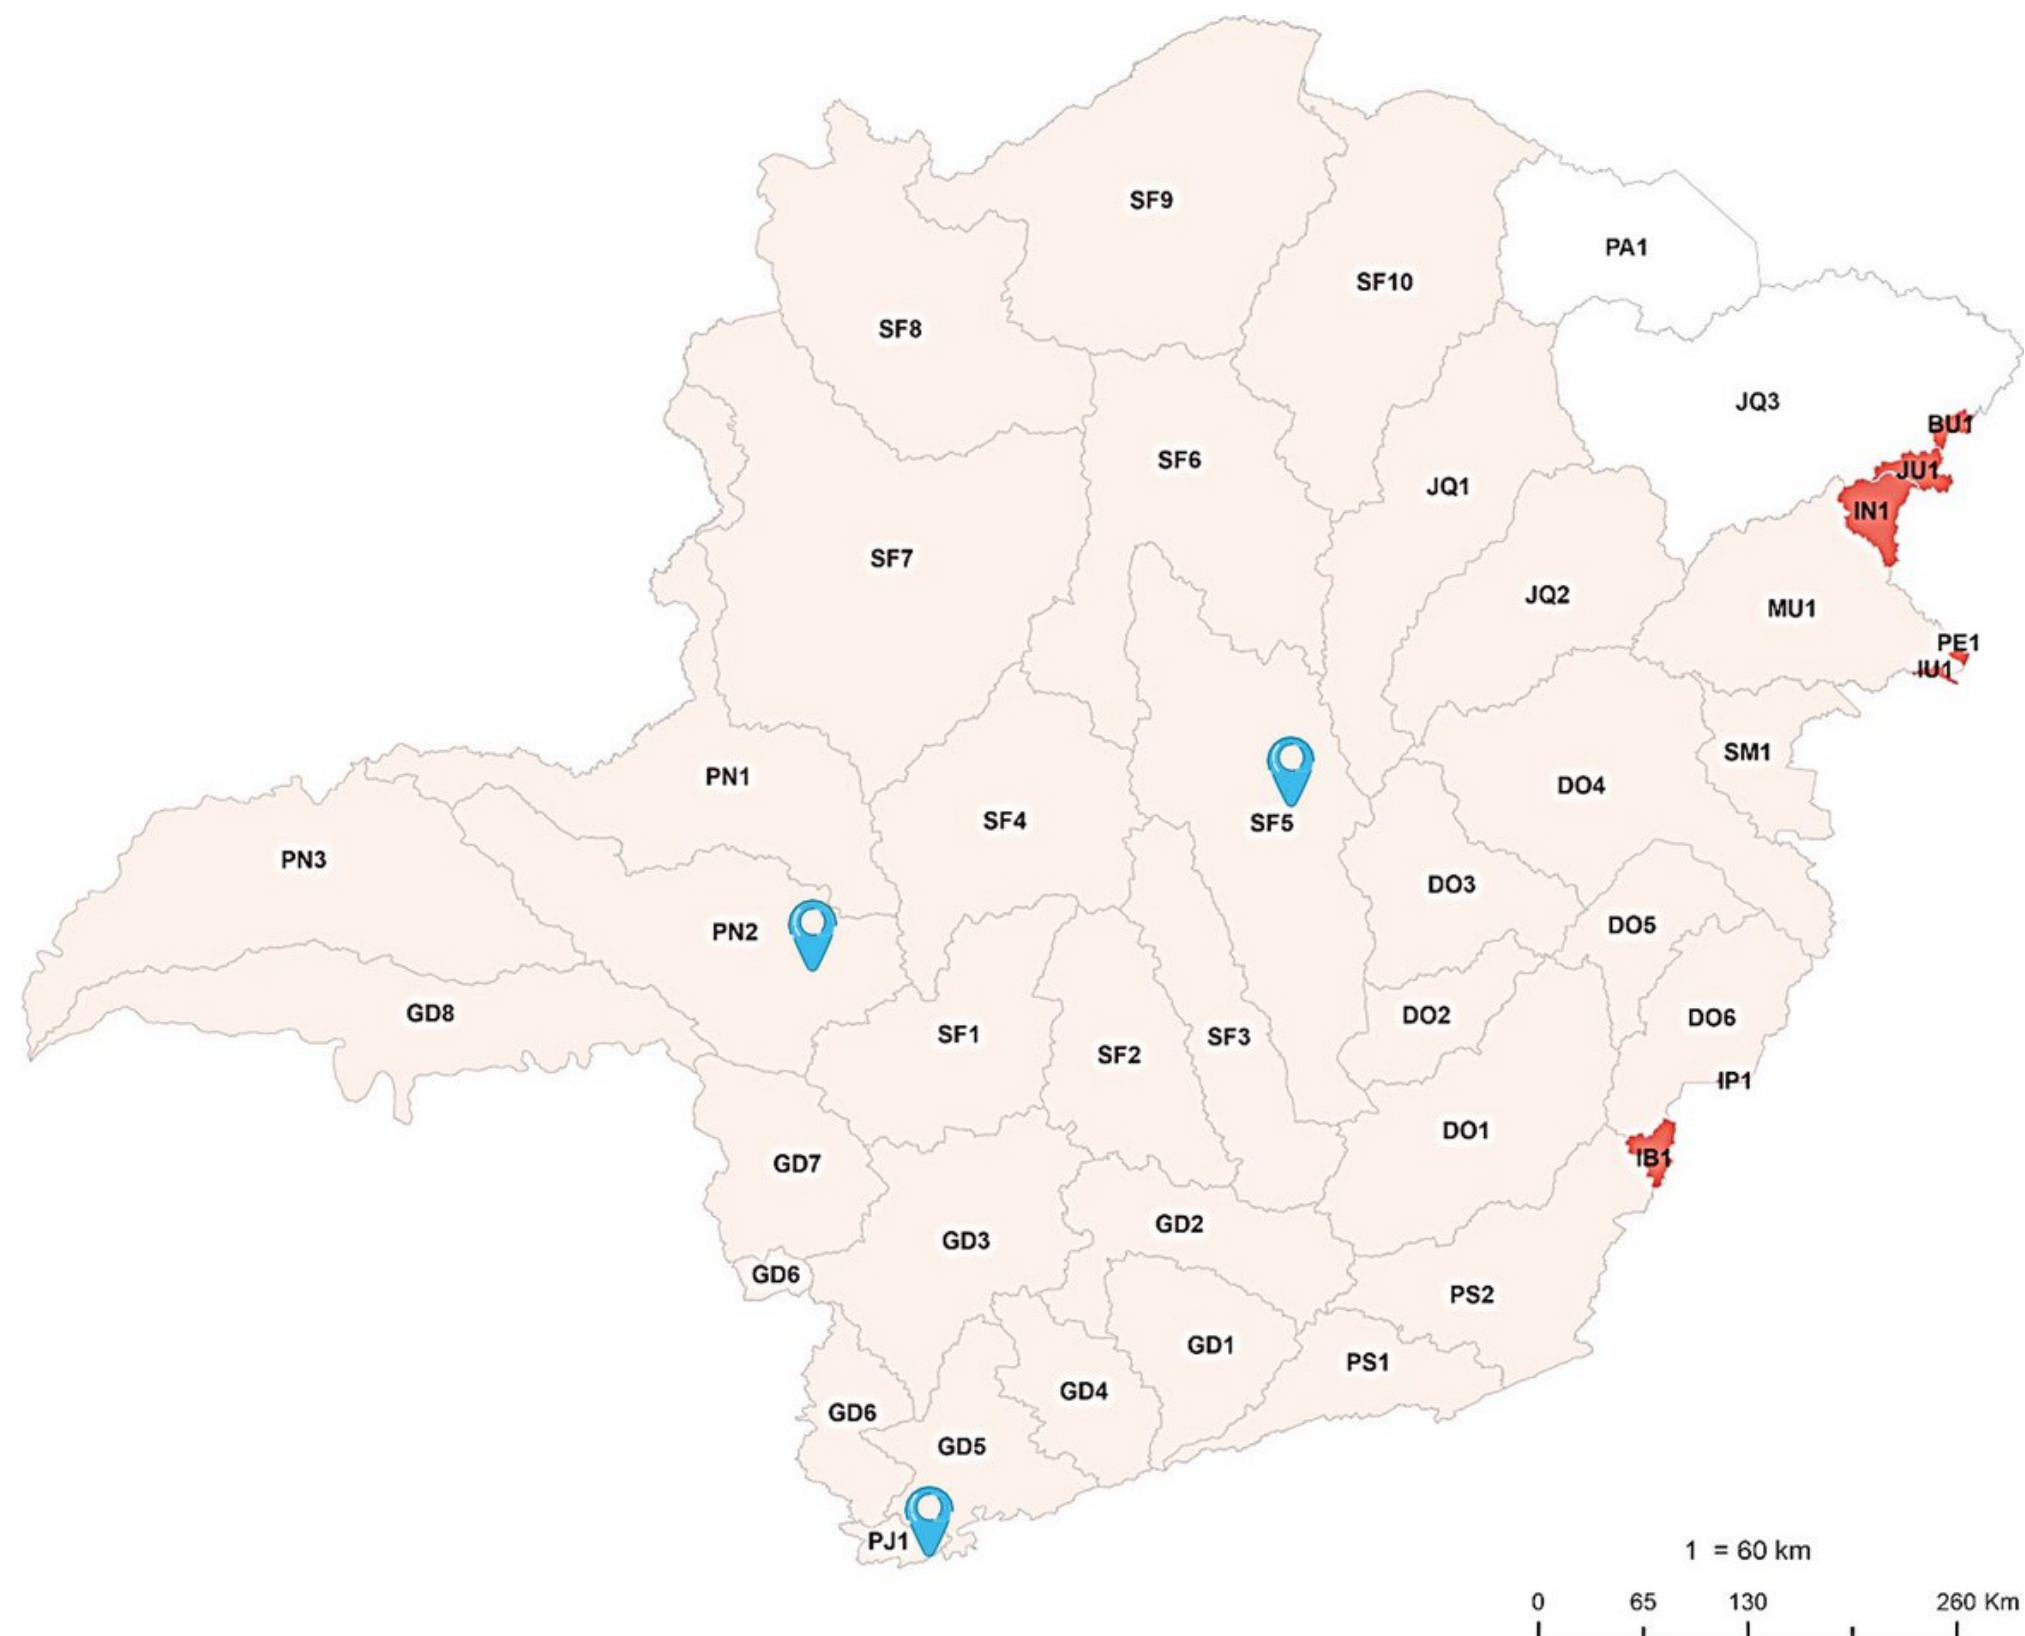 SF9
PA1
SF10
SF8
JQ3
BU1
SF6
JU1
JQ1
IN1
SF7
JQ2
MU1
PE1
IU1
SM1
PN1
DO4
SF4
SF5
PN3
DO3
PN2
DO5
GD8
DO2
DO6
SF1
SF3
SF2
IP1
DO1
IB1
GD7
GD2
GD3
GD6
PS2
GD1
PS1
GD4
GD6
GD5
PJ1
1 = 60 km
0 65 130 260 Km